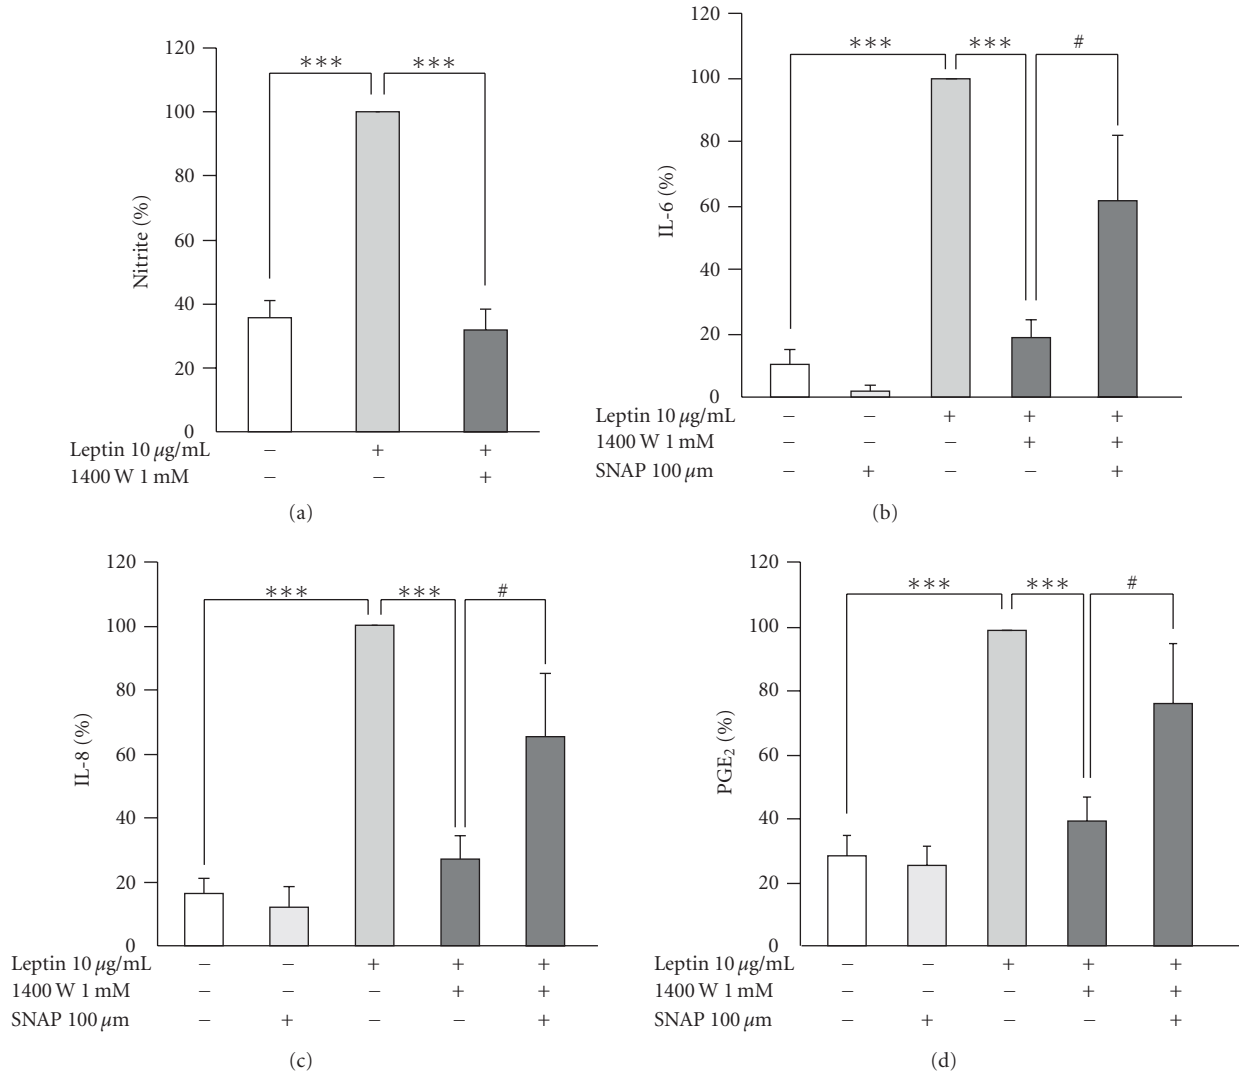 120
100
80
60
40
20
0
Nitrite (%)
*** ***
Leptin 10 µg/mL − + +
1400 W 1 mM − − +
(a)
120
100
80
60
40
20
0
IL-6 (%)
*** *** #
Leptin 10 µg/mL − − + + +
1400 W 1 mM − − − + +
SNAP 100 µm − + − − +
(b)
120
100
80
60
40
20
0
IL-8 (%)
*** *** #
Leptin 10 µg/mL − − + + +
1400 W 1 mM − − − + +
SNAP 100 µm − + − − +
(c)
120
100
80
60
40
20
0
PGE₂ (%)
*** *** #
Leptin 10 µg/mL − − + + +
1400 W 1 mM − − − + +
SNAP 100 µm − + − − +
(d)